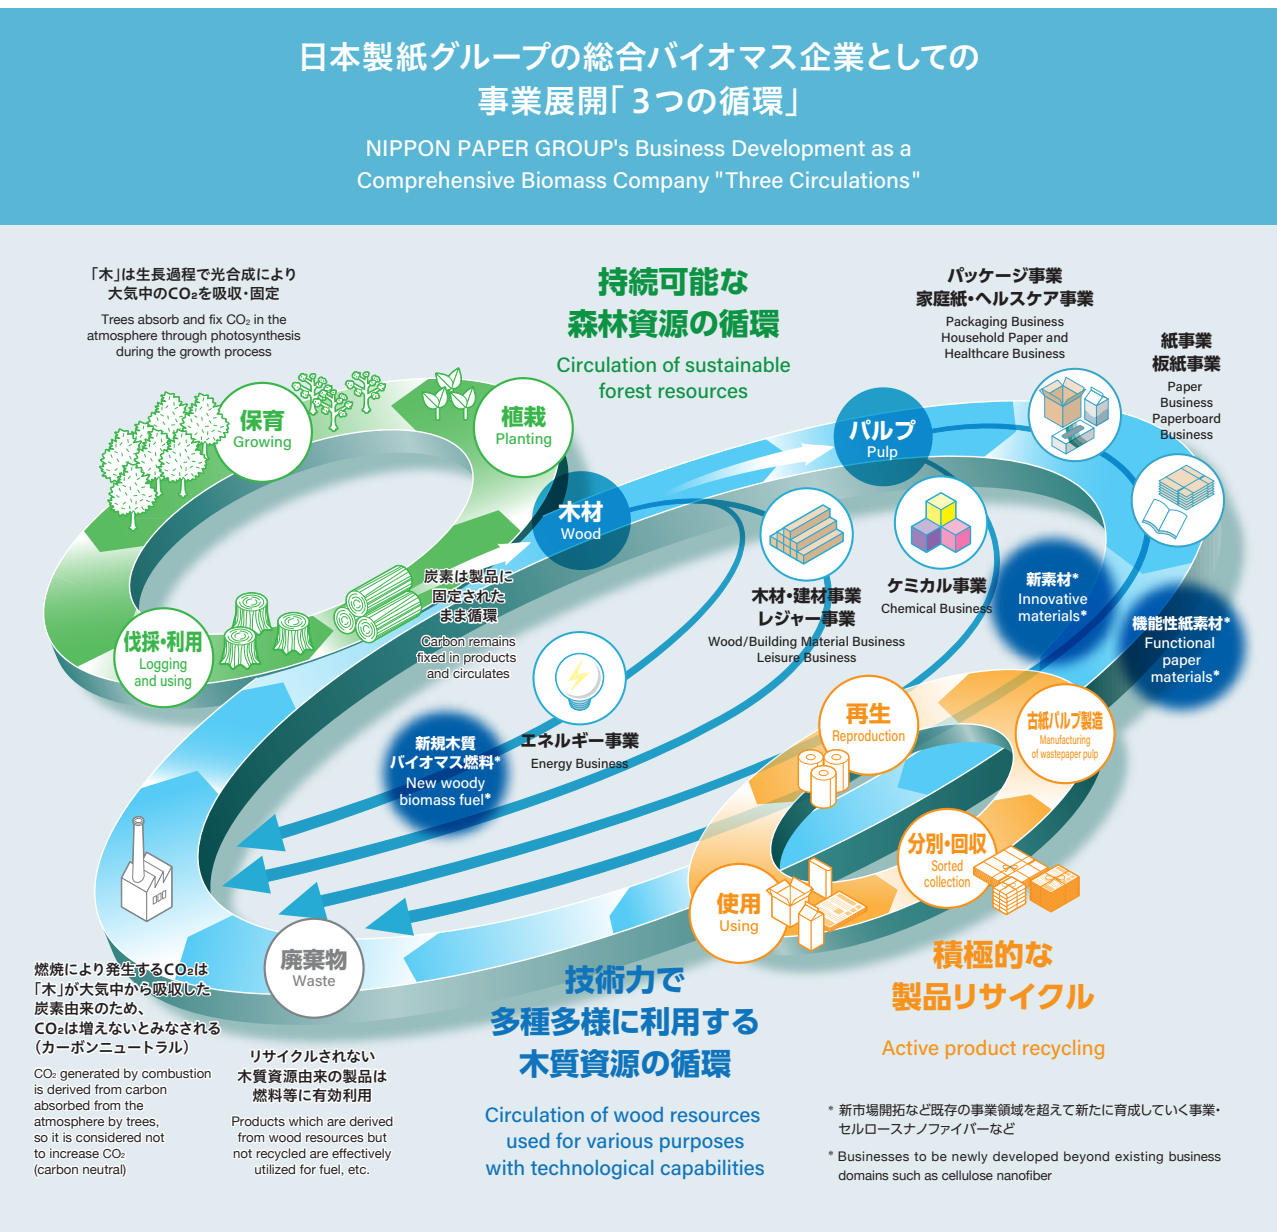 日本製紙グループの総合バイオマス企業としての
事業展開「3つの循環」
NIPPON PAPER GROUP's Business Development as a
Comprehensive Biomass Company "Three Circulations"
「木」は生長過程で光合成により
大気中のCO₂を吸収・固定
Trees absorb and fix CO₂ in the
atmosphere through photosynthesis
during the growth process
持続可能な
森林資源の循環
Circulation of sustainable
forest resources
パッケージ事業
家庭紙・ヘルスケア事業
Packaging Business
Household Paper and
Healthcare Business
紙事業
板紙事業
Paper
Business
Paperboard
Business
保育
Growing
植栽
Planting
パルプ
Pulp
木材
Wood
伐採・利用
Logging
and using
炭素は製品に
固定された
まま循環
Carbon remains
fixed in products
and circulates
木材・建材事業
レジャー事業
Wood/Building Material Business
Leisure Business
ケミカル事業
Chemical Business
新素材*
Innovative
materials*
機能性紙素材*
Functional
paper
materials*
エネルギー事業
Energy Business
新規木質
バイオマス燃料*
New woody
biomass fuel*
再生
Reproduction
古紙パルプ製造
Manufacturing
of wastepaper pulp
分別・回収
Sorted
collection
使用
Using
廃棄物
Waste
積極的な
製品リサイクル
Active product recycling
技術力で
多種多様に利用する
木質資源の循環
Circulation of wood resources
used for various purposes
with technological capabilities
燃焼により発生するCO₂は
「木」が大気中から吸収した
炭素由来のため、
CO₂は増えないとみなされる
（カーボンニュートラル）
CO₂ generated by combustion
is derived from carbon
absorbed from the
atmosphere by trees,
so it is considered not
to increase CO₂
(carbon neutral)
リサイクルされない
木質資源由来の製品は
燃料等に有効利用
Products which are derived
from wood resources but
not recycled are effectively
utilized for fuel, etc.
* 新市場開拓など既存の事業領域を超えて新たに育成していく事業・
セルロースナノファイバーなど
* Businesses to be newly developed beyond existing business
domains such as cellulose nanofiber